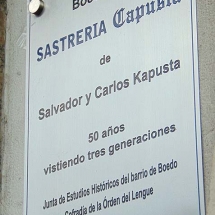 SASTRERIA Capusta
de
Salvador y Carlos Kapusta
50 años
vistiendo tres generaciones
Junta de Estudios Históricos del barrio de Boedo
Cofradía de la Orden del Lengue